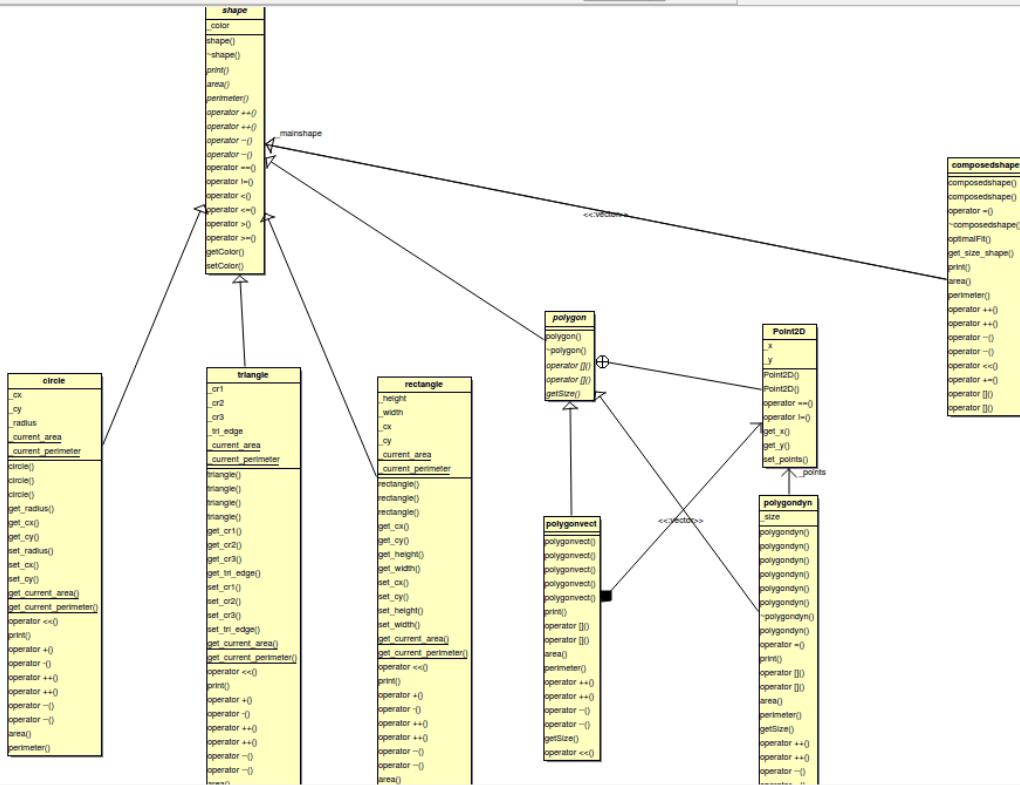 shape
_color
shape()
~shape()
print()
area()
perimeter()
operator ++()
operator ++()
operator --()
operator --()
operator ==()
operator !=()
operator <()
operator <=()
operator >()
operator >=()
getColor()
setColor()
_mainshape
<<:vector>>
composedshape
composedshape()
composedshape()
operator =()
~composedshape()
optimalFit()
get_size_shape()
print()
area()
perimeter()
operator ++()
operator ++()
operator --()
operator --()
operator <<()
operator +=()
operator []()
operator []()
polygon
polygon()
~polygon()
operator []()
operator []()
getSize()
Point2D
_x
_y
Point2D()
Point2D()
operator ==()
operator !=()
get_x()
get_y()
set_points()
_points
<<:vector>>
circle
_cx
_cy
_radius
_current_area
_current_perimeter
circle()
circle()
circle()
get_radius()
get_cx()
get_cy()
set_radius()
set_cx()
set_cy()
get_current_area()
get_current_perimeter()
operator <<()
print()
operator +()
operator -()
operator ++()
operator ++()
operator --()
operator --()
area()
perimeter()
triangle
_cr1
_cr2
_cr3
_tri_edge
_current_area
_current_perimeter
triangle()
triangle()
triangle()
triangle()
get_cr1()
get_cr2()
get_cr3()
get_tri_edge()
set_cr1()
set_cr2()
set_cr3()
set_tri_edge()
get_current_area()
get_current_perimeter()
operator <<()
print()
operator +()
operator -()
operator ++()
operator ++()
operator --()
operator --()
area()
rectangle
_height
_width
_cx
_cy
_current_area
_current_perimeter
rectangle()
rectangle()
rectangle()
get_cx()
get_cy()
get_height()
get_width()
set_cx()
set_cy()
set_height()
set_width()
get_current_area()
get_current_perimeter()
operator <<()
print()
operator +()
operator -()
operator ++()
operator ++()
operator --()
operator --()
area()
polygonvect
polygonvect()
polygonvect()
polygonvect()
polygonvect()
polygonvect()
print()
operator []()
operator []()
area()
perimeter()
operator ++()
operator ++()
operator --()
operator --()
getSize()
operator <<()
polygondyn
_size
polygondyn()
polygondyn()
polygondyn()
polygondyn()
polygondyn()
polygondyn()
~polygondyn()
polygondyn()
operator =()
print()
operator []()
operator []()
area()
perimeter()
getSize()
operator ++()
operator ++()
operator --()